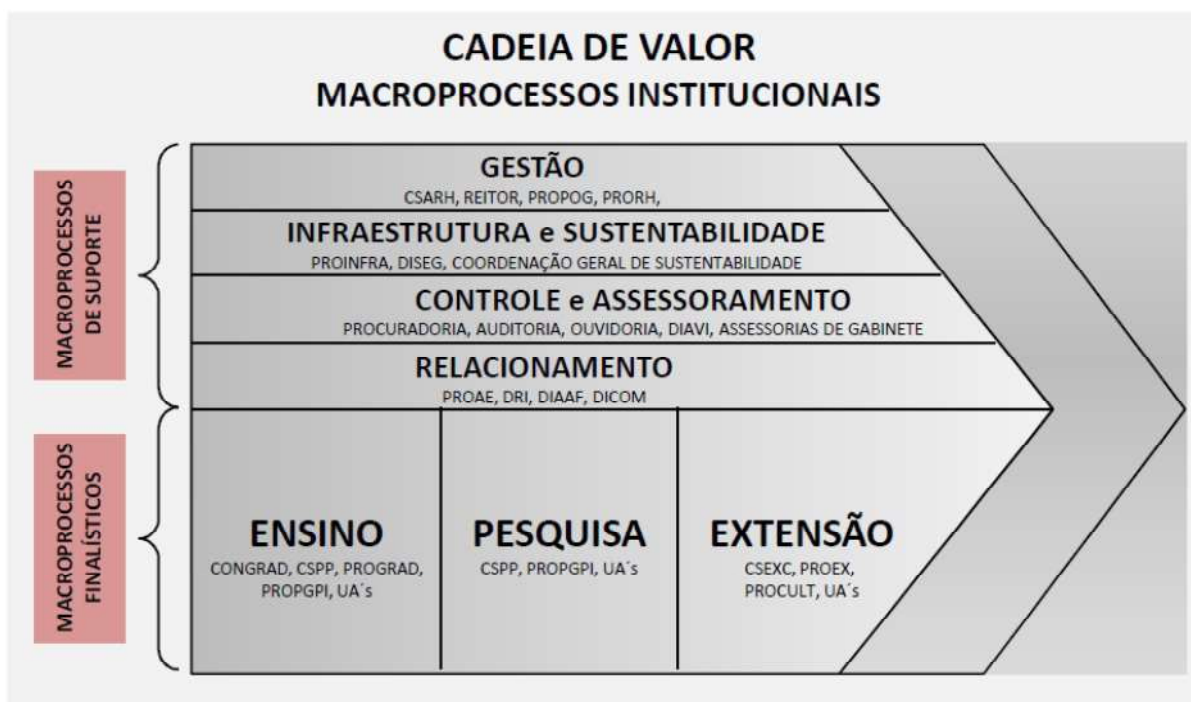 CADEIA DE VALOR
MACROPROCESSOS INSTITUCIONAIS
MACROPROCESSOS
DE SUPORTE
GESTÃO
CSARH, REITOR, PROPOG, PRORH,
INFRAESTRUTURA e SUSTENTABILIDADE
PROINFRA, DISEG, COORDENAÇÃO GERAL DE SUSTENTABILIDADE
CONTROLE e ASSESSORAMENTO
PROCURADORIA, AUDITORIA, OUVIDORIA, DIAVI, ASSESSORIAS DE GABINETE
RELACIONAMENTO
PROAE, DRI, DIAAF, DICOM
MACROPROCESSOS
FINALÍSTICOS
ENSINO
CONGRAD, CSPP, PROGRAD,
PROPGPI, UA´s
PESQUISA
CSPP, PROPGPI, UA´s
EXTENSÃO
CSEXC, PROEX,
PROCULT, UA´s